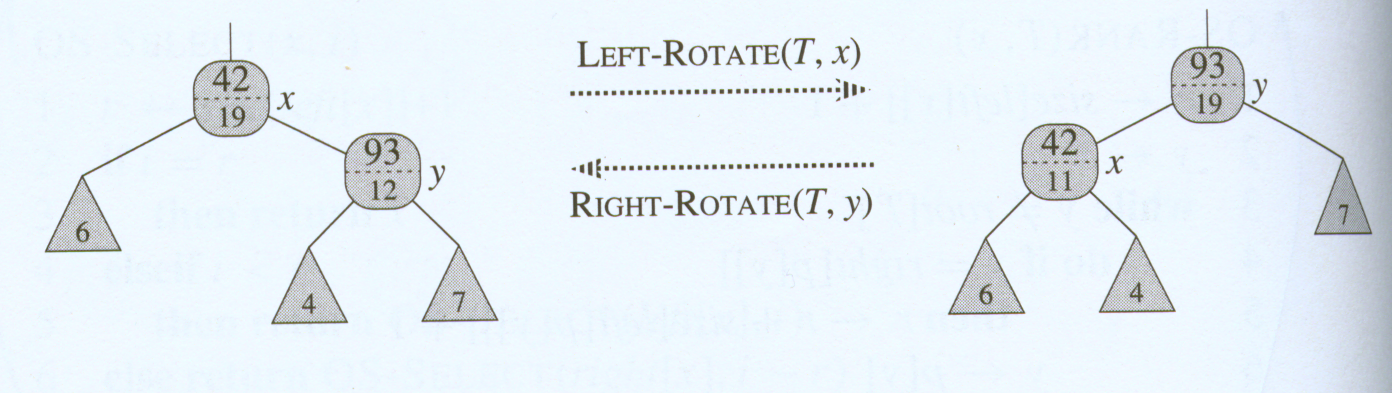 LEFT-ROTATE(T, x)
RIGHT-ROTATE(T, y)
42
19
x
93
12
y
6
4
7
93
19
y
42
11
x
7
6
4